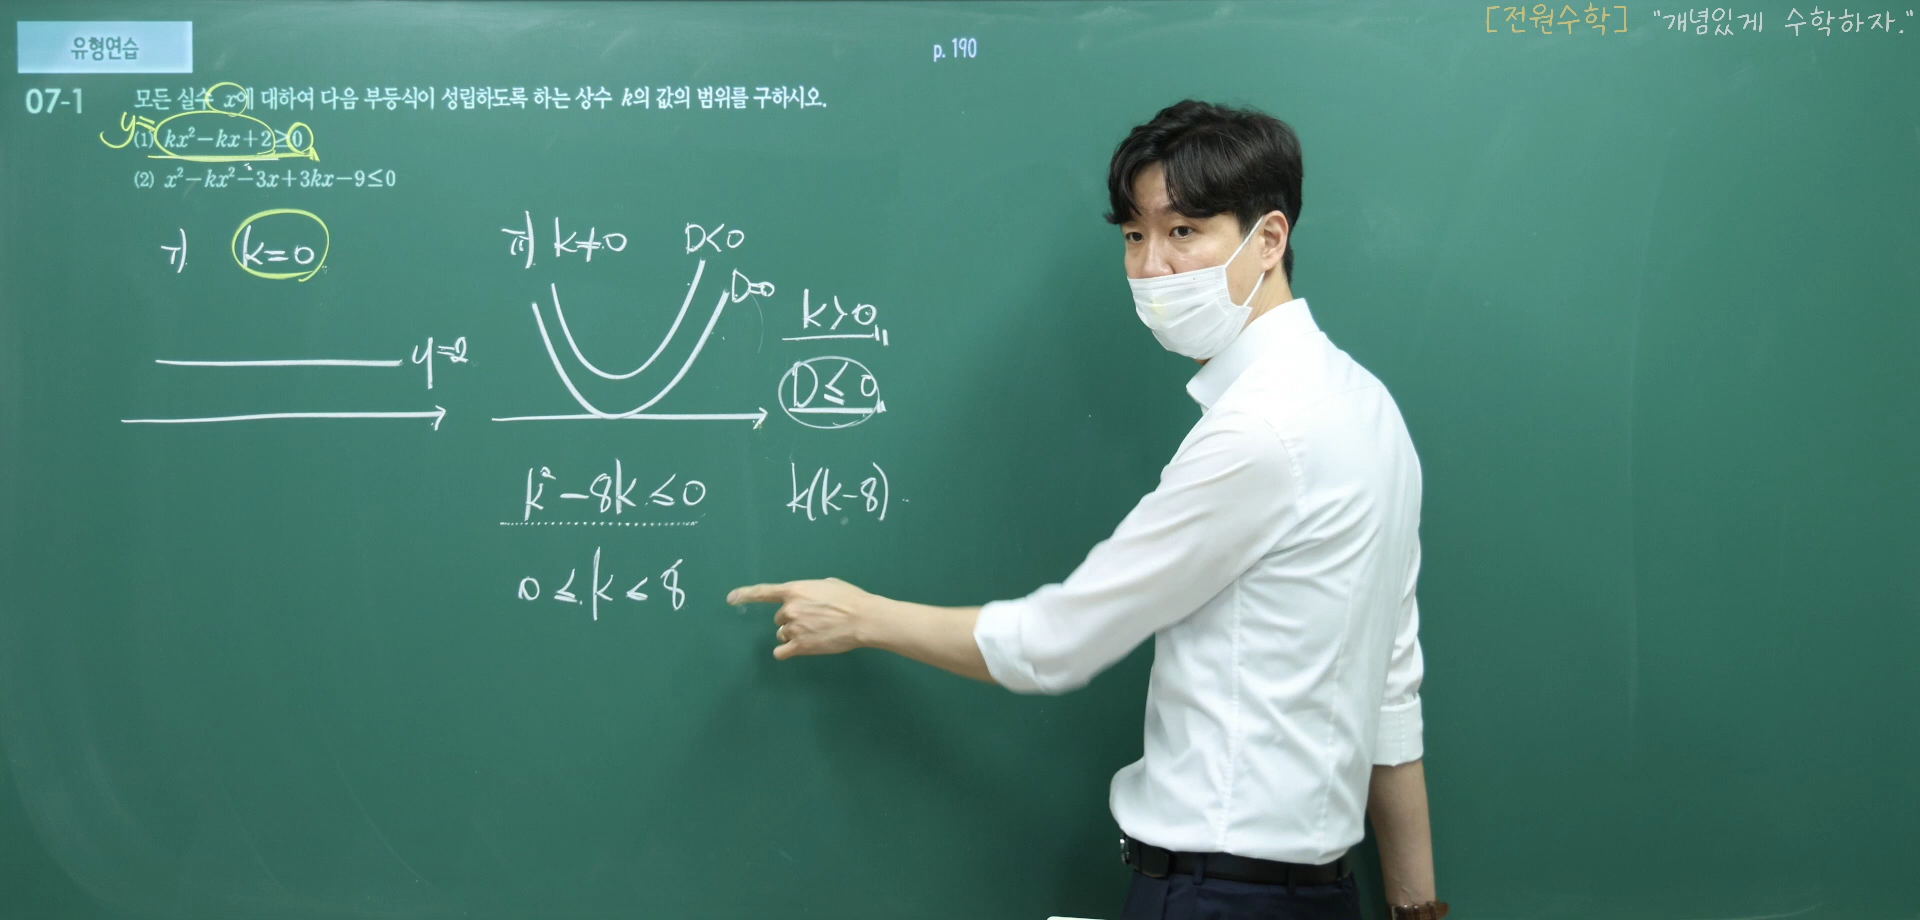 [전원수학] "개념있게 수학하자."
유형연습
p. 190
07-1 모든 실수 x에 대하여 다음 부등식이 성립하도록 하는 상수 k의 값의 범위를 구하시오.
y=
(1) kx²-kx+2≥0
(2) x²-kx²-3x+3kx-9≤0
i) k=0
y=2
ii) k≠0
D<0
D=0
k>0
D≤0
k²-8k≤0
k(k-8)
0≤k≤8